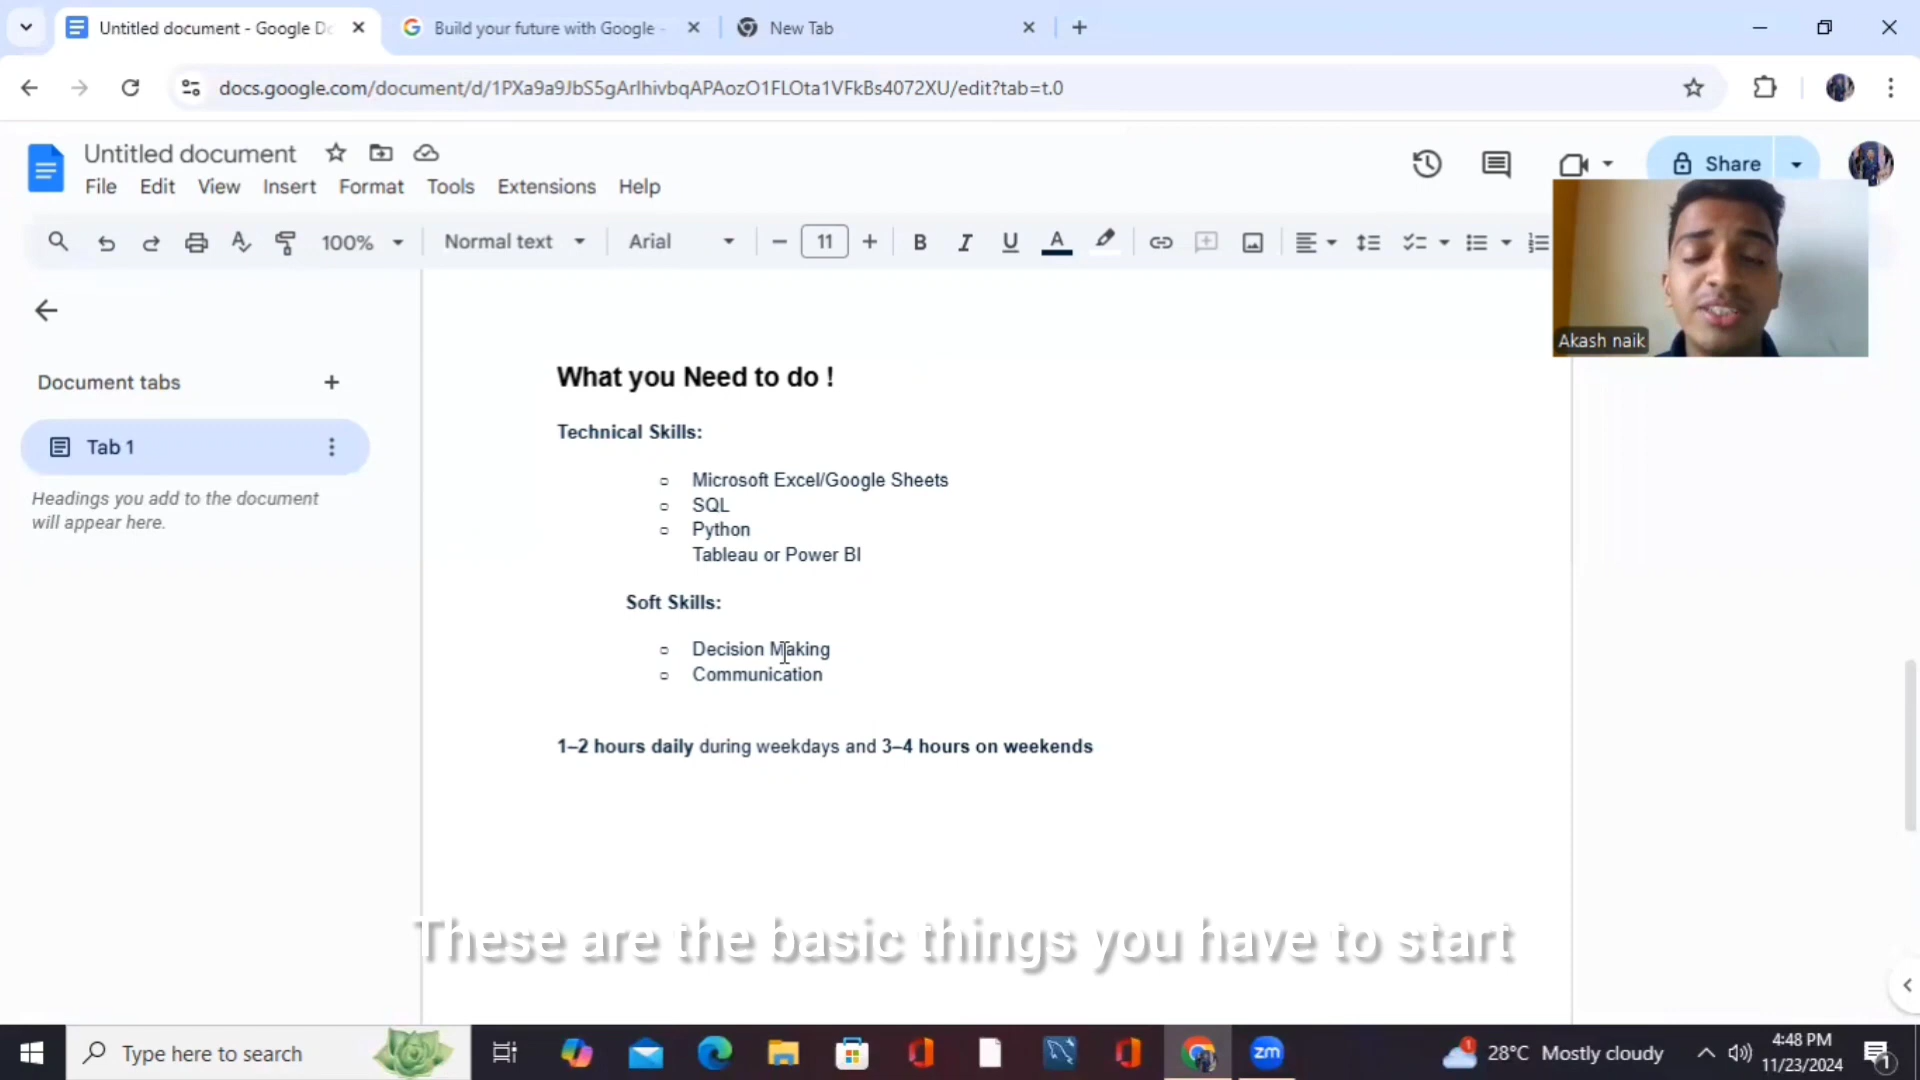 Untitled document - Google Dc
Build your future with Google -
New Tab
docs.google.com/document/d/1PXa9a9JbS5gArIhivbqAPAozO1FLOta1VFkBs4072XU/edit?tab=t.0
Untitled document
File Edit View Insert Format Tools Extensions Help
Share
100% Normal text Arial 11 B I U A
Akash naik
Document tabs
Tab 1
Headings you add to the document
will appear here.
What you Need to do !
Technical Skills:
Microsoft Excel/Google Sheets
SQL
Python
Tableau or Power BI
Soft Skills:
Decision Making
Communication
1–2 hours daily during weekdays and 3–4 hours on weekends
These are the basic things you have to start
Type here to search
zm
1
28°C Mostly cloudy
4:48 PM
11/23/2024
1